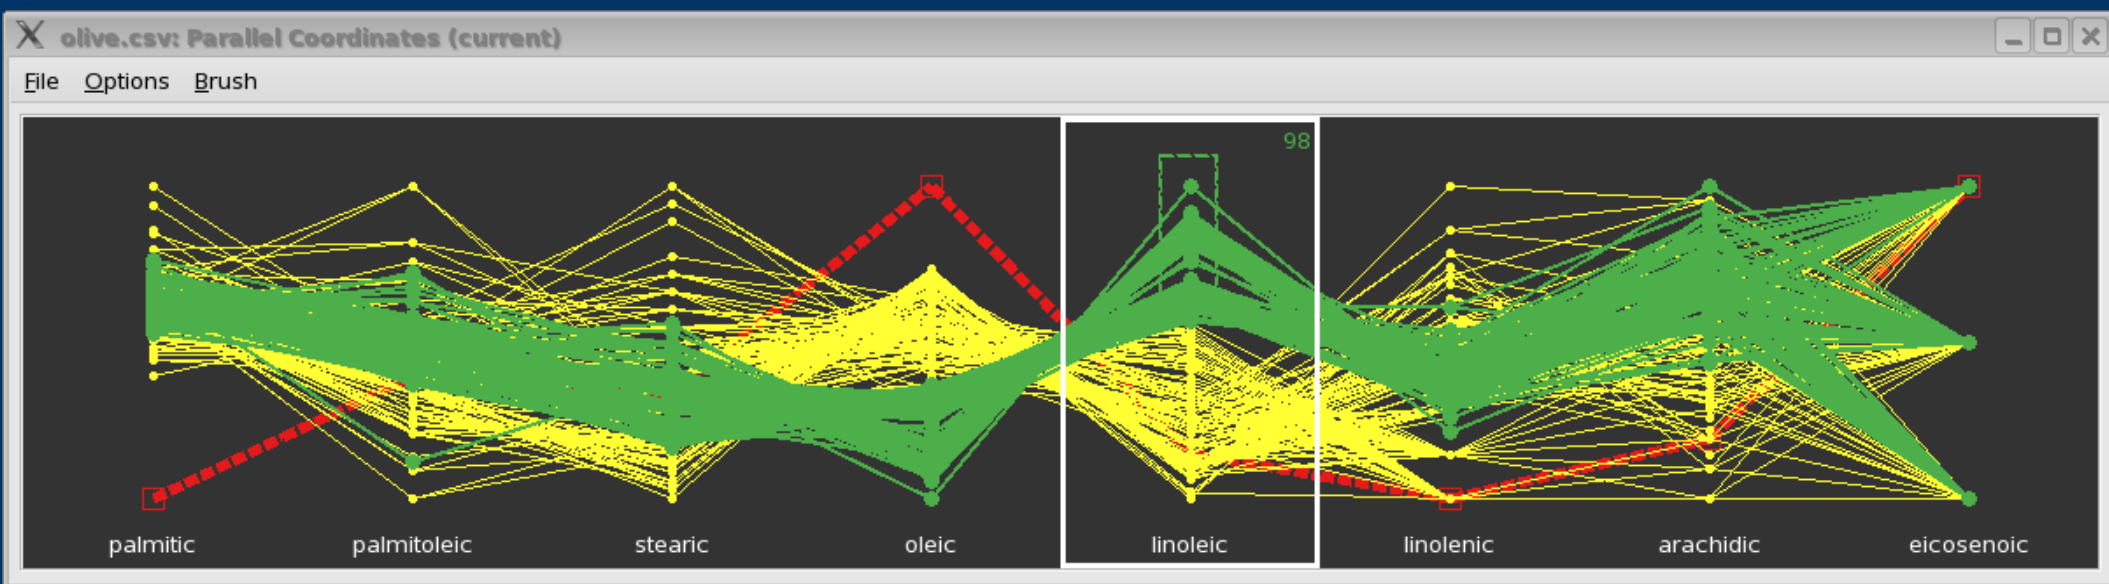 olive.csv: Parallel Coordinates (current)
File Options Brush
98
palmitic palmitoleic stearic oleic linoleic linolenic arachidic eicosenoic